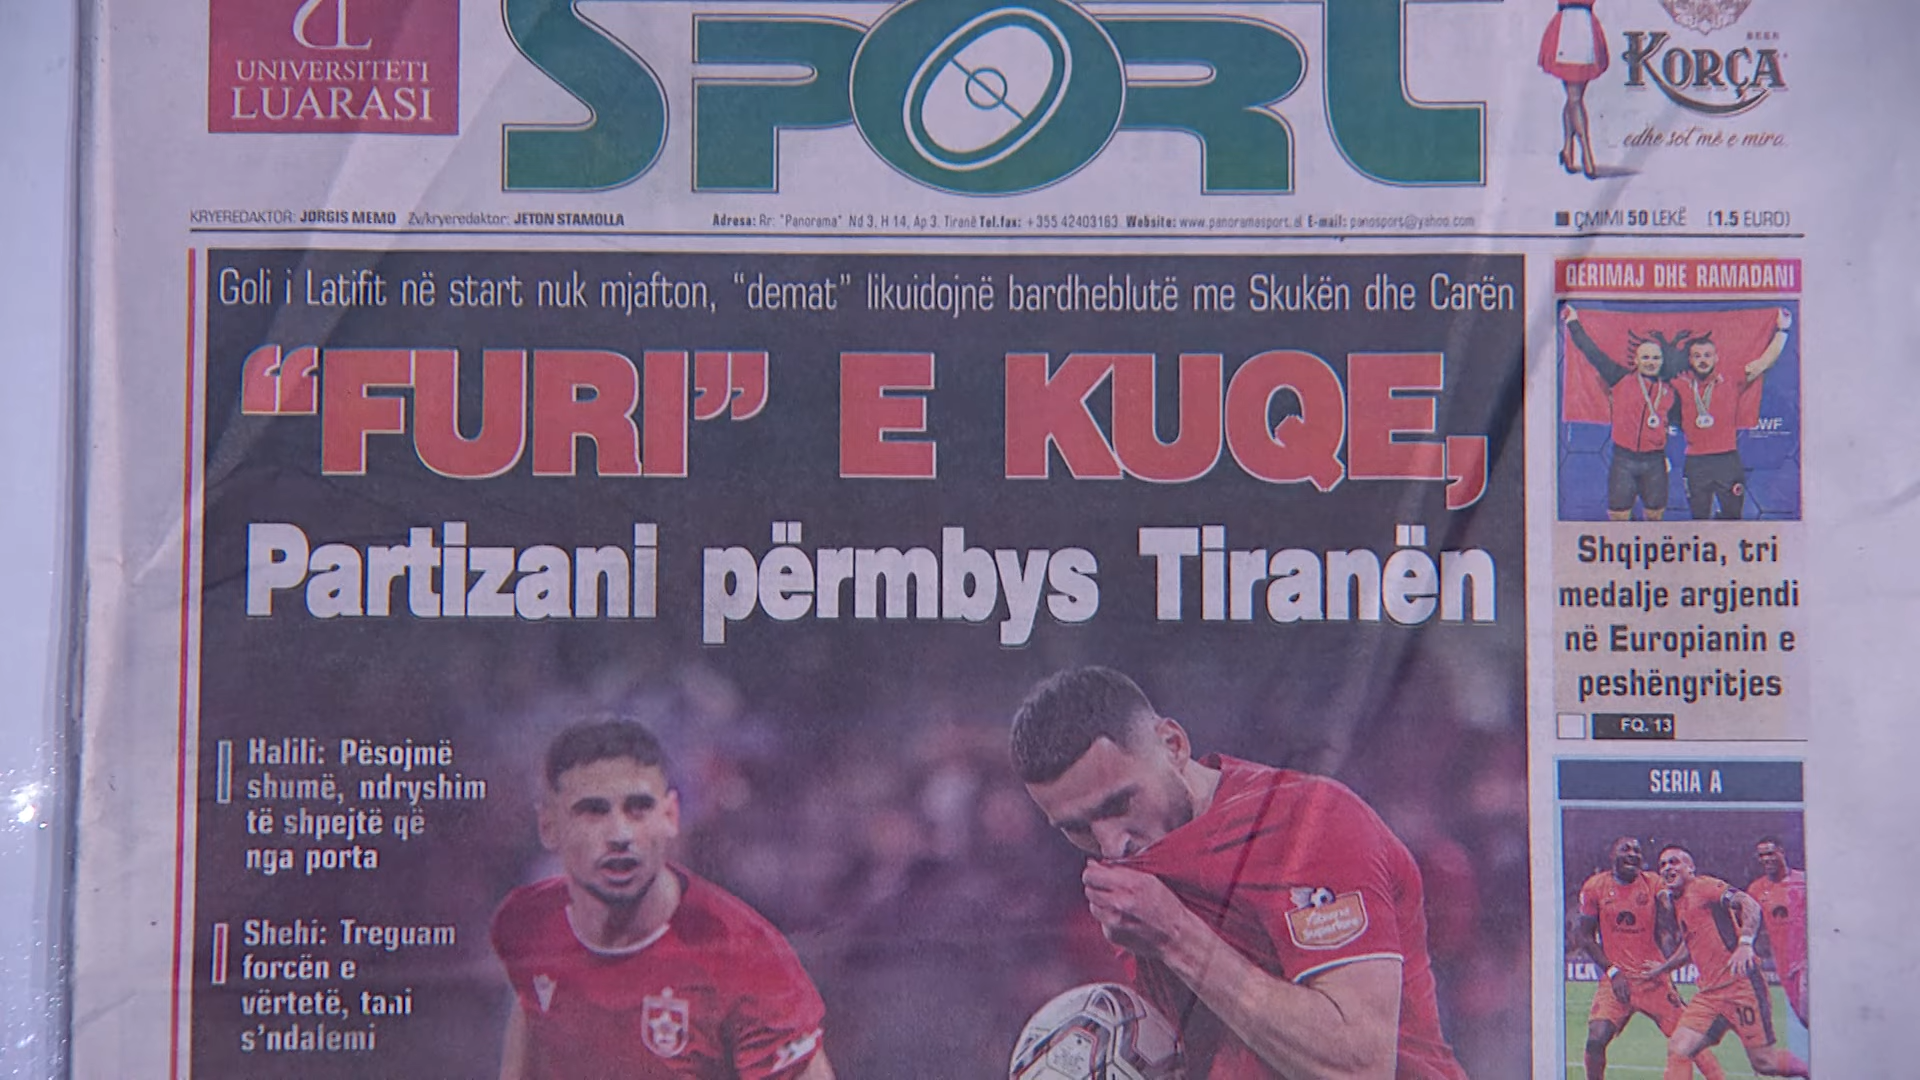 UNIVERSITETI
LUARASI
SPORT
BEER
KORÇA
edhe sot më e mira.
KRYEREDAKTOR: JORGIS MEMO Zv/kryeredaktor: JETON STAMOLLA
Adresa: Rr: "Panorama" Nd 3, H 14, Ap 3, Tiranë Tel.fax: +355 42403163 Website: www.panoramasport.al E-mail: panosport@yahoo.com
ÇMIMI 50 LEKË (1.5 EURO)
Goli i Latifit në start nuk mjafton, “demat” likuidojnë bardheblutë me Skukën dhe Carën
“FURI” E KUQE,
Partizani përmbys Tiranën
Halili: Pësojmë
shumë, ndryshim
të shpejtë që
nga porta
Shehi: Treguam
forcën e
vërtetë, tani
s’ndalemi
QERIMAJ DHE RAMADANI
Shqipëria, tri
medalje argjendi
në Europianin e
peshëngritjes
FQ. 13
SERIA A
10